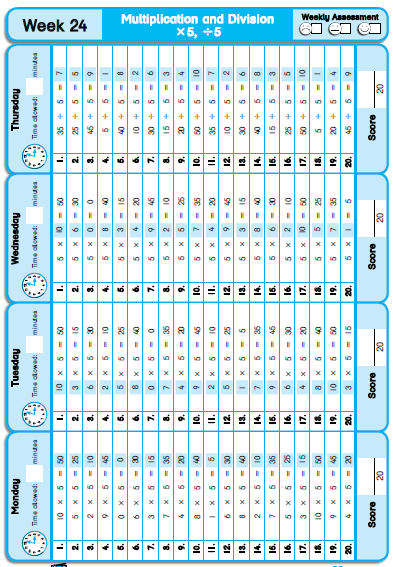 Week 24
Multiplication and Division
×5, ÷5
Weekly Assessment
Monday
Time allowed: minutes
1. 10 × 5 = 50
2. 5 × 5 = 25
3. 2 × 5 = 10
4. 9 × 5 = 45
5. 0 × 5 = 0
6. 6 × 5 = 30
7. 3 × 5 = 15
8. 7 × 5 = 35
9. 4 × 5 = 20
10. 8 × 5 = 40
11. 1 × 5 = 5
12. 6 × 5 = 30
13. 8 × 5 = 40
14. 2 × 5 = 10
15. 7 × 5 = 35
16. 5 × 5 = 25
17. 3 × 5 = 15
18. 10 × 5 = 50
19. 9 × 5 = 45
20. 4 × 5 = 20
Score 20
Tuesday
Time allowed: minutes
1. 10 × 5 = 50
2. 3 × 5 = 15
3. 6 × 5 = 30
4. 2 × 5 = 10
5. 5 × 5 = 25
6. 8 × 5 = 40
7. 0 × 5 = 0
8. 7 × 5 = 35
9. 4 × 5 = 20
10. 9 × 5 = 45
11. 2 × 5 = 10
12. 5 × 5 = 25
13. 1 × 5 = 5
14. 7 × 5 = 35
15. 9 × 5 = 45
16. 6 × 5 = 30
17. 4 × 5 = 20
18. 8 × 5 = 40
19. 10 × 5 = 50
20. 3 × 5 = 15
Score 20
Wednesday
Time allowed: minutes
1. 5 × 10 = 50
2. 5 × 6 = 30
3. 5 × 0 = 0
4. 5 × 8 = 40
5. 5 × 3 = 15
6. 5 × 4 = 20
7. 5 × 9 = 45
8. 5 × 2 = 10
9. 5 × 5 = 25
10. 5 × 7 = 35
11. 5 × 4 = 20
12. 5 × 9 = 45
13. 5 × 3 = 15
14. 5 × 8 = 40
15. 5 × 6 = 30
16. 5 × 2 = 10
17. 5 × 10 = 50
18. 5 × 5 = 25
19. 5 × 7 = 35
20. 5 × 1 = 5
Score 20
Thursday
Time allowed: minutes
1. 35 ÷ 5 = 7
2. 25 ÷ 5 = 5
3. 45 ÷ 5 = 9
4. 5 ÷ 5 = 1
5. 40 ÷ 5 = 8
6. 10 ÷ 5 = 2
7. 30 ÷ 5 = 6
8. 15 ÷ 5 = 3
9. 20 ÷ 5 = 4
10. 50 ÷ 5 = 10
11. 35 ÷ 5 = 7
12. 10 ÷ 5 = 2
13. 30 ÷ 5 = 6
14. 40 ÷ 5 = 8
15. 15 ÷ 5 = 3
16. 25 ÷ 5 = 5
17. 50 ÷ 5 = 10
18. 5 ÷ 5 = 1
19. 20 ÷ 5 = 4
20. 45 ÷ 5 = 9
Score 20